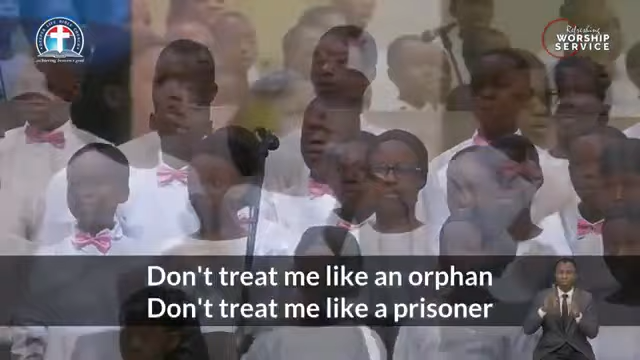 Refreshing
WORSHIP
SERVICE
Don't treat me like an orphan
Don't treat me like a prisoner